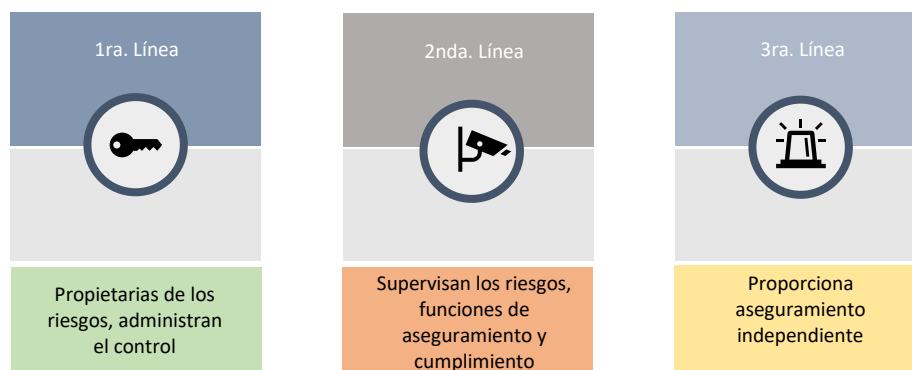 1ra. Línea
2nda. Línea
3ra. Línea
Propietarias de los
riesgos, administran
el control
Supervisan los riesgos,
funciones de
aseguramiento y
cumplimiento
Proporciona
aseguramiento
independiente